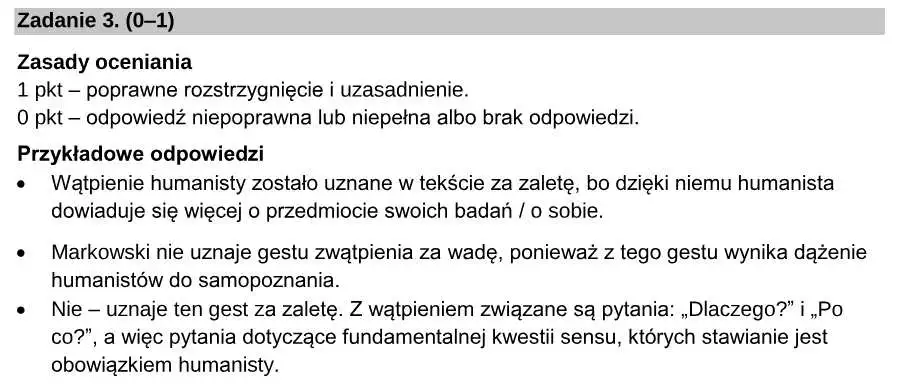 Zadanie 3. (0–1)
Zasady oceniania
1 pkt – poprawne rozstrzygnięcie i uzasadnienie.
0 pkt – odpowiedź niepoprawna lub niepełna albo brak odpowiedzi.
Przykładowe odpowiedzi
• Wątpienie humanisty zostało uznane w tekście za zaletę, bo dzięki niemu humanista
dowiaduje się więcej o przedmiocie swoich badań / o sobie.
• Markowski nie uznaje gestu zwątpienia za wadę, ponieważ z tego gestu wynika dążenie
humanistów do samopoznania.
• Nie – uznaje ten gest za zaletę. Z wątpieniem związane są pytania: „Dlaczego?” i „Po
co?”, a więc pytania dotyczące fundamentalnej kwestii sensu, których stawianie jest
obowiązkiem humanisty.